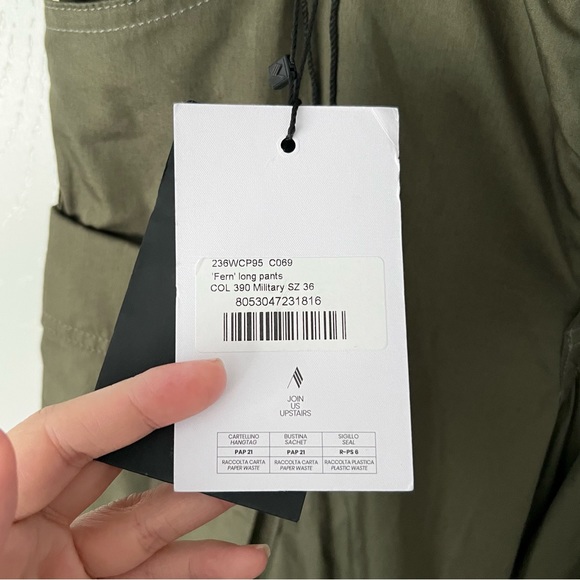 236WCP95 C069
'Fern' long pants
COL 390 Military SZ 36
8053047231816
JOIN
US
UPSTAIRS
CARTELLINO BUSTINA SIGILLO
HANGTAG SACHET SEAL
PAP 21 PAP 21 R-PS 6
RACCOLTA CARTA RACCOLTA CARTA RACCOLTA PLASTICA
PAPER WASTE PAPER WASTE PLASTIC WASTE